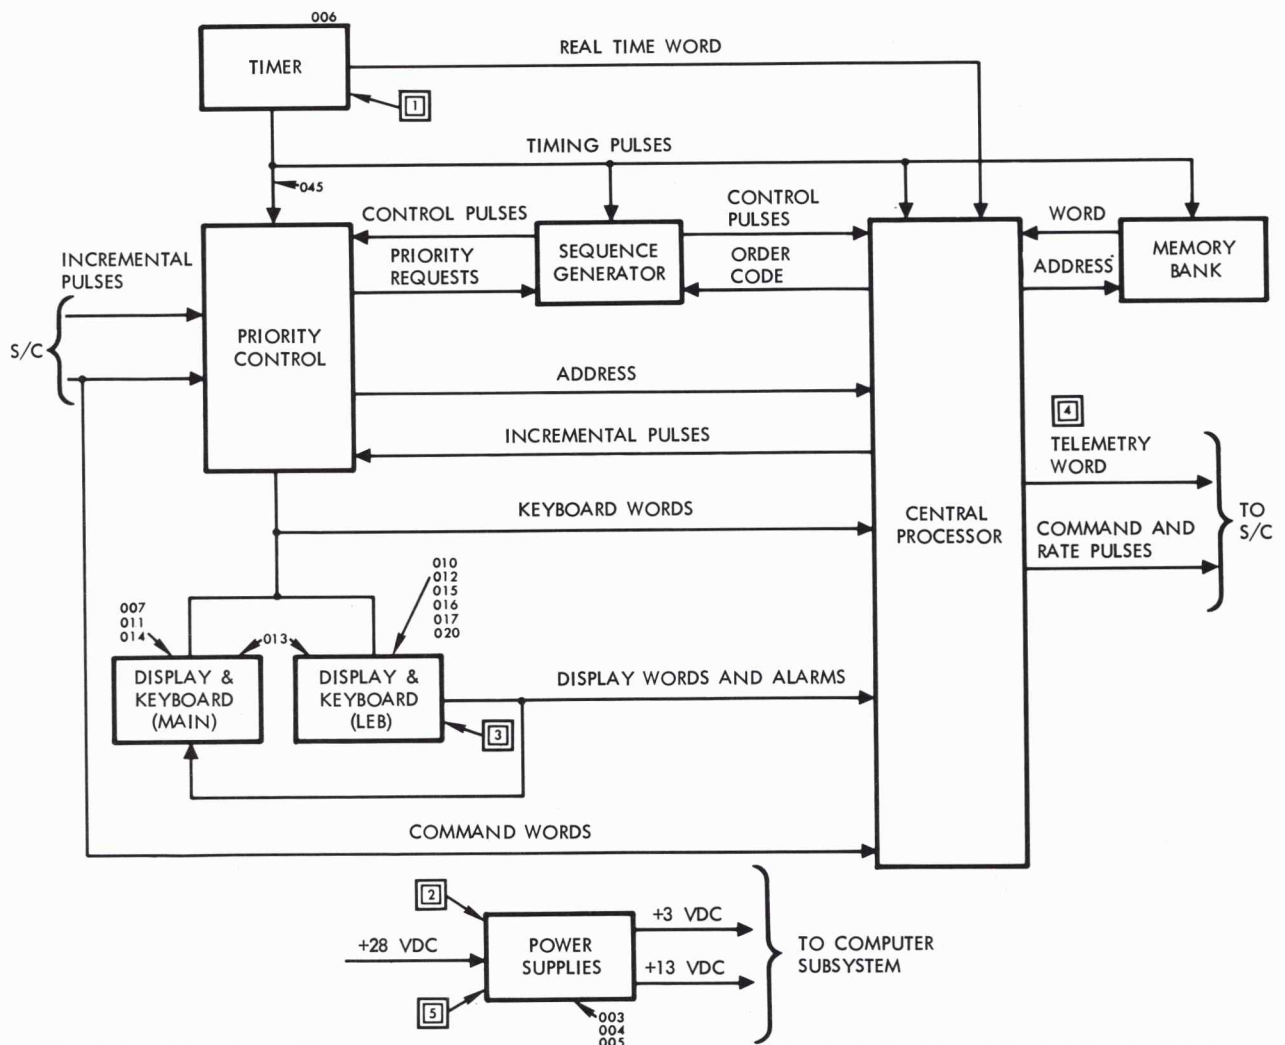 006
TIMER
REAL TIME WORD
1
TIMING PULSES
045
CONTROL PULSES
CONTROL
PULSES
WORD
INCREMENTAL
PULSES
PRIORITY
REQUESTS
SEQUENCE
GENERATOR
ORDER
CODE
ADDRESS
MEMORY
BANK
S/C
PRIORITY
CONTROL
ADDRESS
4
INCREMENTAL PULSES
TELEMETRY
WORD
KEYBOARD WORDS
CENTRAL
PROCESSOR
TO
S/C
COMMAND AND
RATE PULSES
010
012
015
016
017
020
007
011
014
013
DISPLAY &
KEYBOARD
(MAIN)
DISPLAY &
KEYBOARD
(LEB)
DISPLAY WORDS AND ALARMS
3
COMMAND WORDS
2
+28 VDC
POWER
SUPPLIES
+3 VDC
+13 VDC
TO COMPUTER
SUBSYSTEM
5
003
004
005